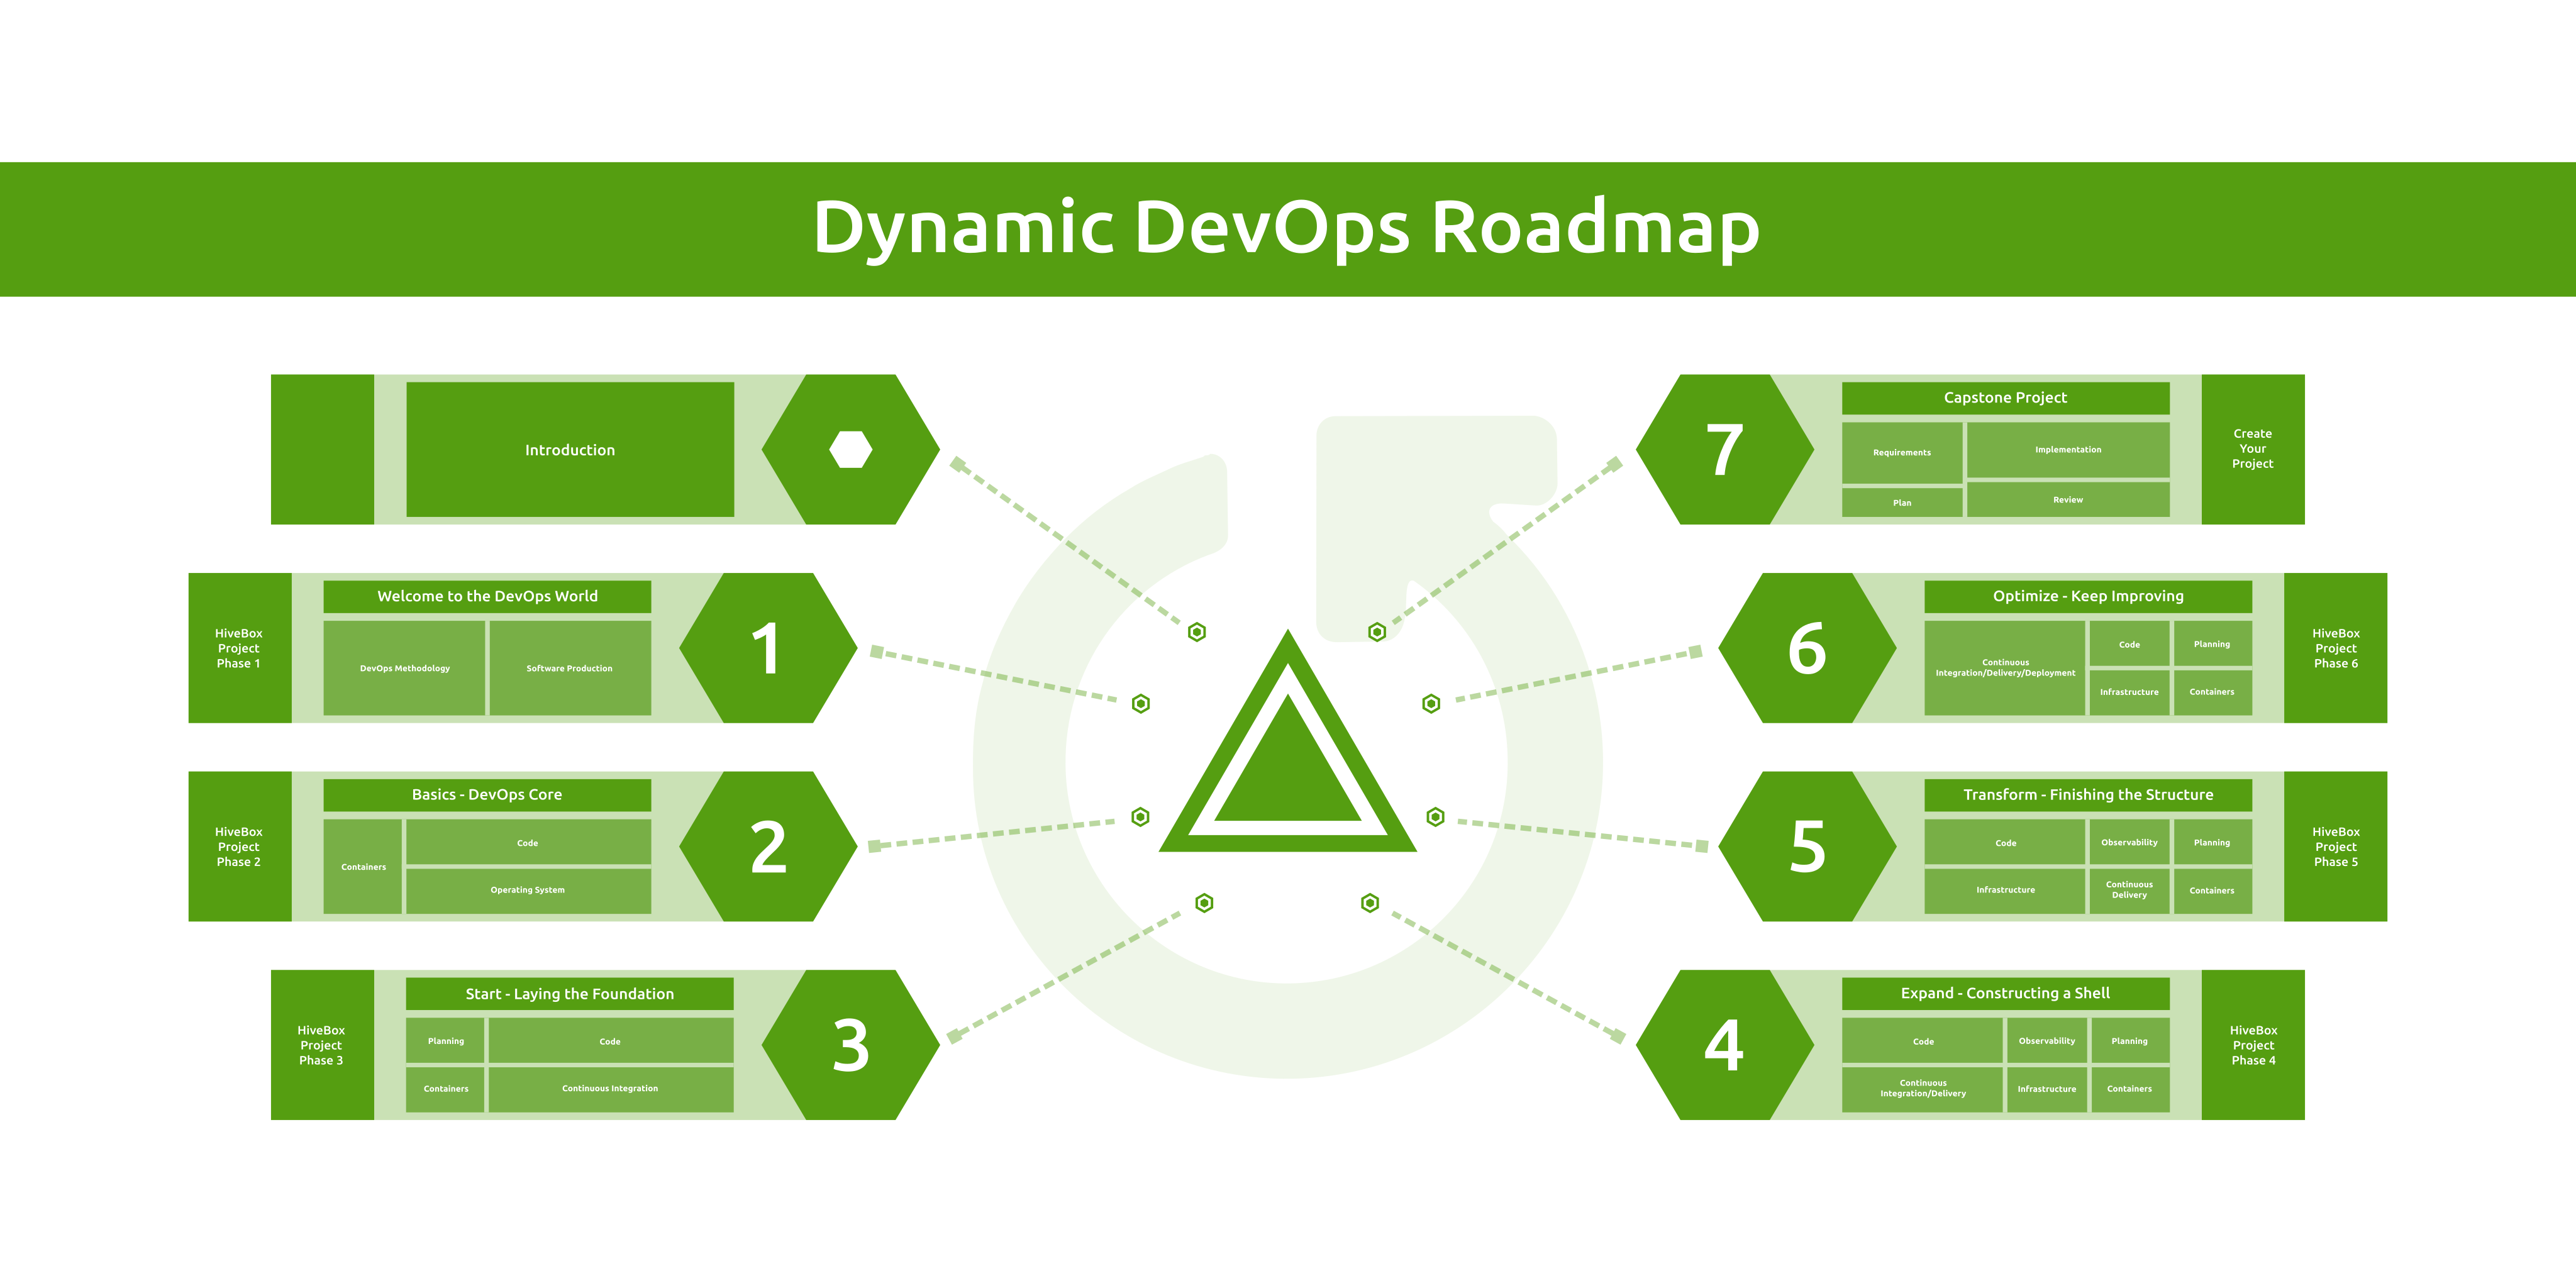 Dynamic DevOps Roadmap
Introduction
HiveBox
Project
Phase 1
Welcome to the DevOps World
DevOps Methodology
Software Production
1
HiveBox
Project
Phase 2
Basics - DevOps Core
Containers
Code
Operating System
2
HiveBox
Project
Phase 3
Start - Laying the Foundation
Planning
Code
Containers
Continuous Integration
3
4
Expand - Constructing a Shell
Code
Observability
Planning
Continuous
Integration/Delivery
Infrastructure
Containers
HiveBox
Project
Phase 4
5
Transform - Finishing the Structure
Code
Observability
Planning
Infrastructure
Continuous
Delivery
Containers
HiveBox
Project
Phase 5
6
Optimize - Keep Improving
Continuous
Integration/Delivery/Deployment
Code
Planning
Infrastructure
Containers
HiveBox
Project
Phase 6
7
Capstone Project
Requirements
Implementation
Plan
Review
Create
Your
Project